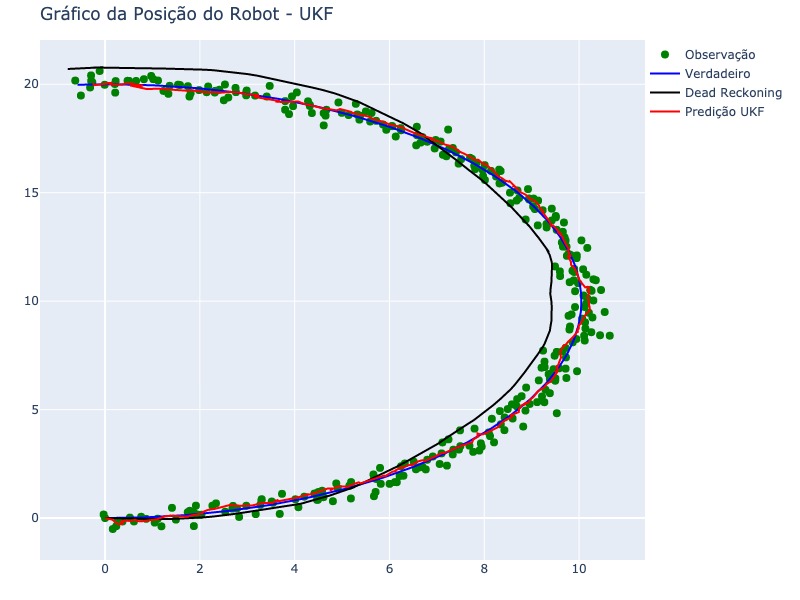 Gráfico da Posição do Robot - UKF
Observação
Verdadeiro
Dead Reckoning
Predição UKF
20
15
10
5
0
0 2 4 6 8 10